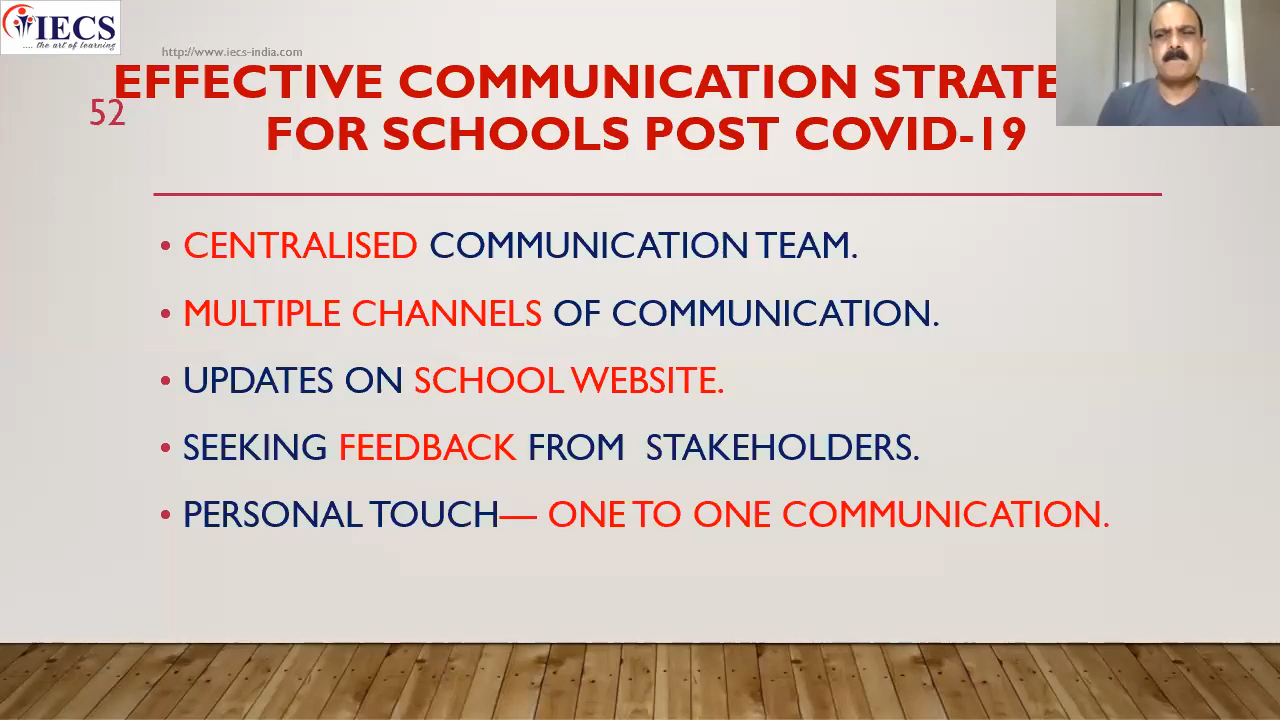 IECS
.... the art of learning
http://www.iecs-india.com
EFFECTIVE COMMUNICATION STRATE
52
FOR SCHOOLS POST COVID-19
• CENTRALISED COMMUNICATION TEAM.
• MULTIPLE CHANNELS OF COMMUNICATION.
• UPDATES ON SCHOOL WEBSITE.
• SEEKING FEEDBACK FROM STAKEHOLDERS.
• PERSONAL TOUCH— ONE TO ONE COMMUNICATION.